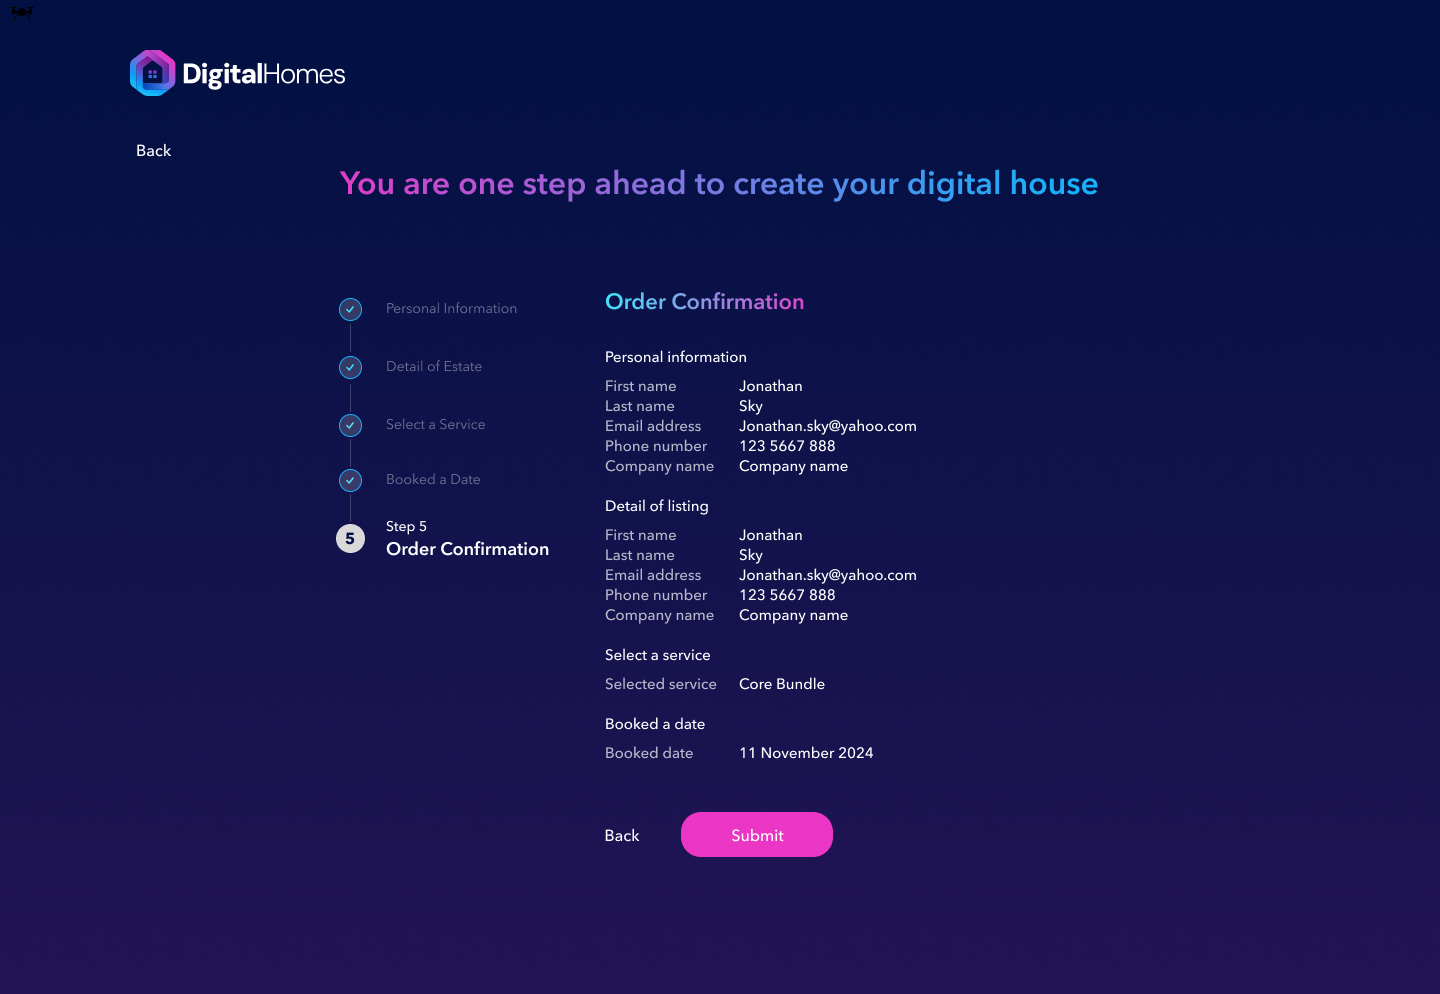 DigitalHomes
Back
You are one step ahead to create your digital house
Personal Information
Detail of Estate
Select a Service
Booked a Date
5
Step 5
Order Confirmation
Order Confirmation
Personal information
First name Jonathan
Last name Sky
Email address Jonathan.sky@yahoo.com
Phone number 123 5667 888
Company name Company name
Detail of listing
First name Jonathan
Last name Sky
Email address Jonathan.sky@yahoo.com
Phone number 123 5667 888
Company name Company name
Select a service
Selected service Core Bundle
Booked a date
Booked date 11 November 2024
Back
Submit